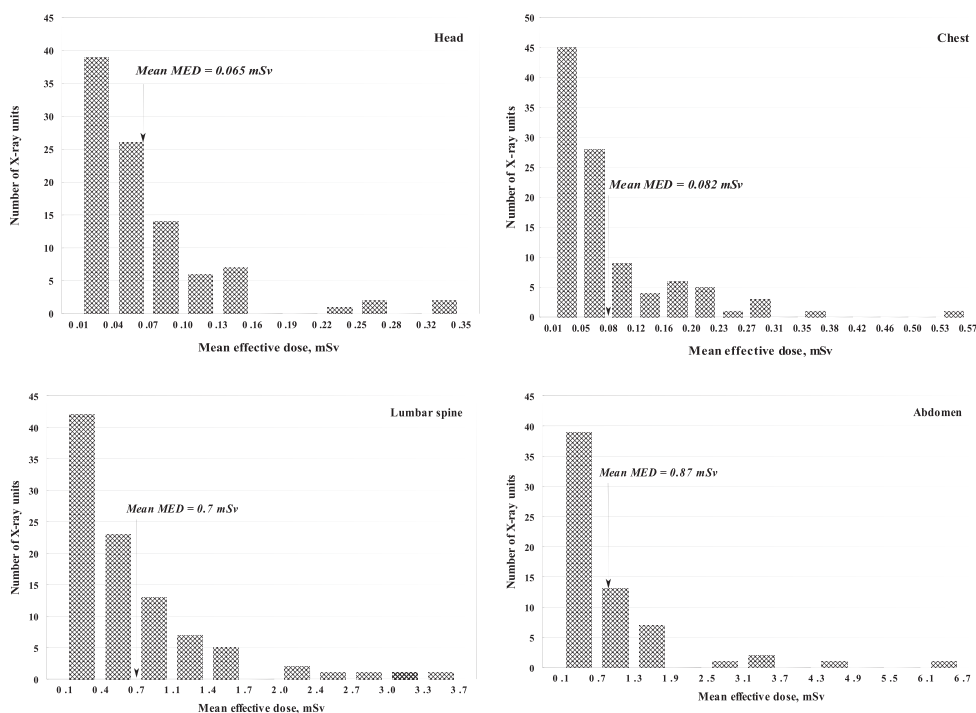 Head
Mean MED = 0.065 mSv
Number of X-ray units
45
40
35
30
25
20
15
10
5
0
0.01 0.04 0.07 0.10 0.13 0.16 0.19 0.22 0.25 0.28 0.32 0.35
Mean effective dose, mSv
Chest
Mean MED = 0.082 mSv
Number of X-ray units
50
45
40
35
30
25
20
15
10
5
0
0.01 0.05 0.08 0.12 0.16 0.20 0.23 0.27 0.31 0.35 0.38 0.42 0.46 0.50 0.53 0.57
Mean effective dose, mSv
Lumbar spine
Mean MED = 0.7 mSv
Number of X-ray units
45
40
35
30
25
20
15
10
5
0
0.1 0.4 0.7 1.1 1.4 1.7 2.0 2.4 2.7 3.0 3.3 3.7
Mean effective dose, mSv
Abdomen
Mean MED = 0.87 mSv
Number of X-ray units
45
40
35
30
25
20
15
10
5
0
0.1 0.7 1.3 1.9 2.5 3.1 3.7 4.3 4.9 5.5 6.1 6.7
Mean effective dose, mSv